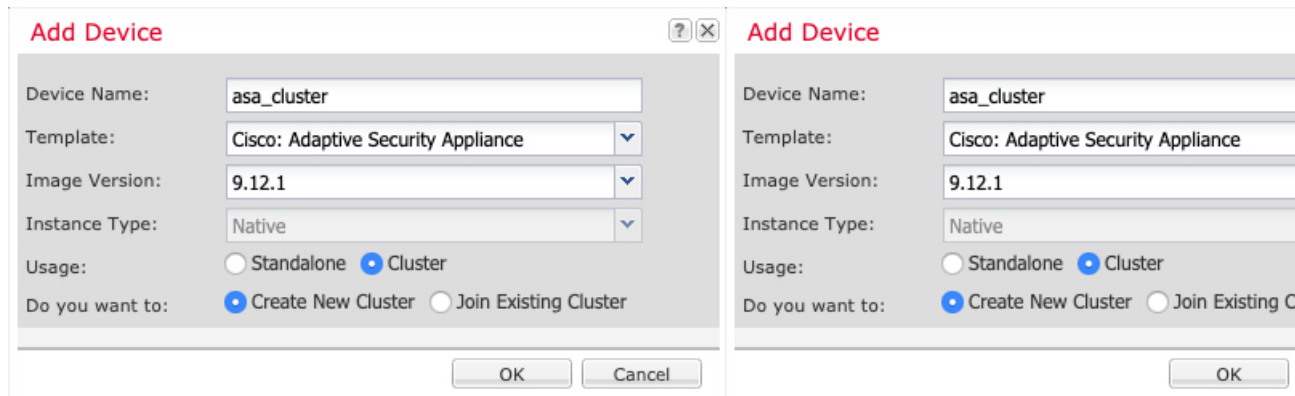 Add Device
?
Device Name: asa_cluster
Template: Cisco: Adaptive Security Appliance
Image Version: 9.12.1
Instance Type: Native
Usage: Standalone Cluster
Do you want to: Create New Cluster Join Existing Cluster
OK Cancel
Add Device
Device Name: asa_cluster
Template: Cisco: Adaptive Security Appliance
Image Version: 9.12.1
Instance Type: Native
Usage: Standalone Cluster
Do you want to: Create New Cluster Join Existing
OK